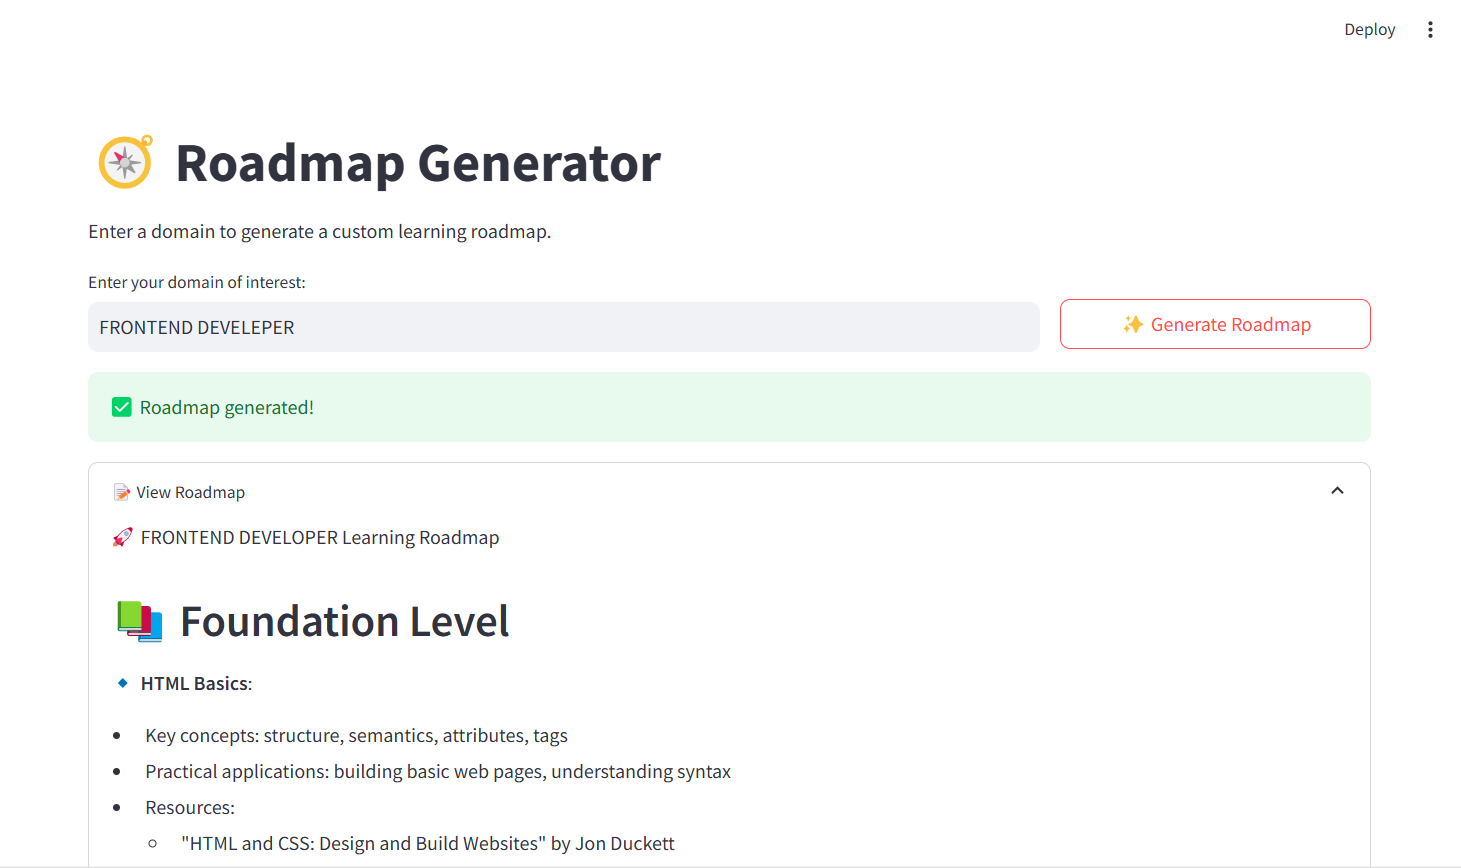 Deploy
Roadmap Generator
Enter a domain to generate a custom learning roadmap.
Enter your domain of interest:
FRONTEND DEVELEPER
✨ Generate Roadmap
✅ Roadmap generated!
📝 View Roadmap
🚀 FRONTEND DEVELOPER Learning Roadmap
📚 Foundation Level
🔹 HTML Basics:
• Key concepts: structure, semantics, attributes, tags
• Practical applications: building basic web pages, understanding syntax
• Resources:
◦ "HTML and CSS: Design and Build Websites" by Jon Duckett